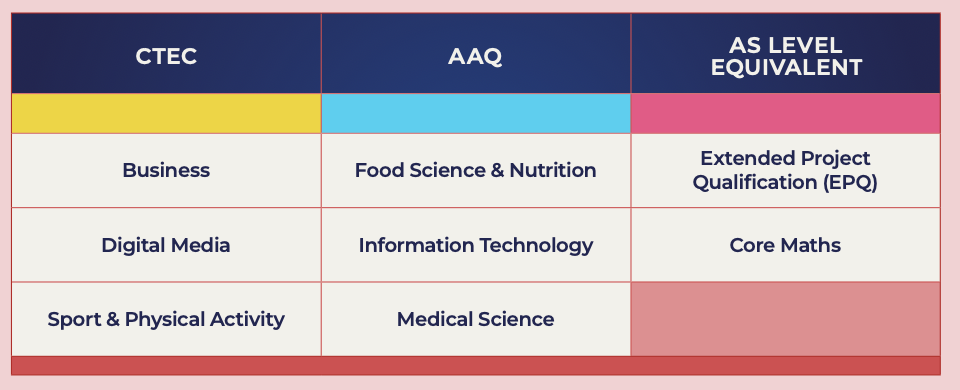 CTEC
AAQ
AS LEVEL
EQUIVALENT
Business
Food Science & Nutrition
Extended Project
Qualification (EPQ)
Digital Media
Information Technology
Core Maths
Sport & Physical Activity
Medical Science